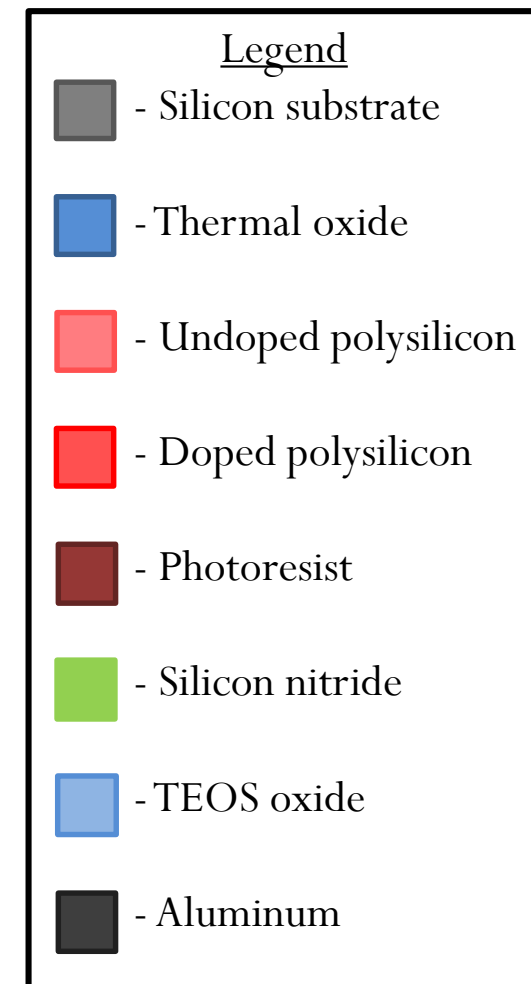 Legend
- Silicon substrate
- Thermal oxide
- Undoped polysilicon
- Doped polysilicon
- Photoresist
- Silicon nitride
- TEOS oxide
- Aluminum